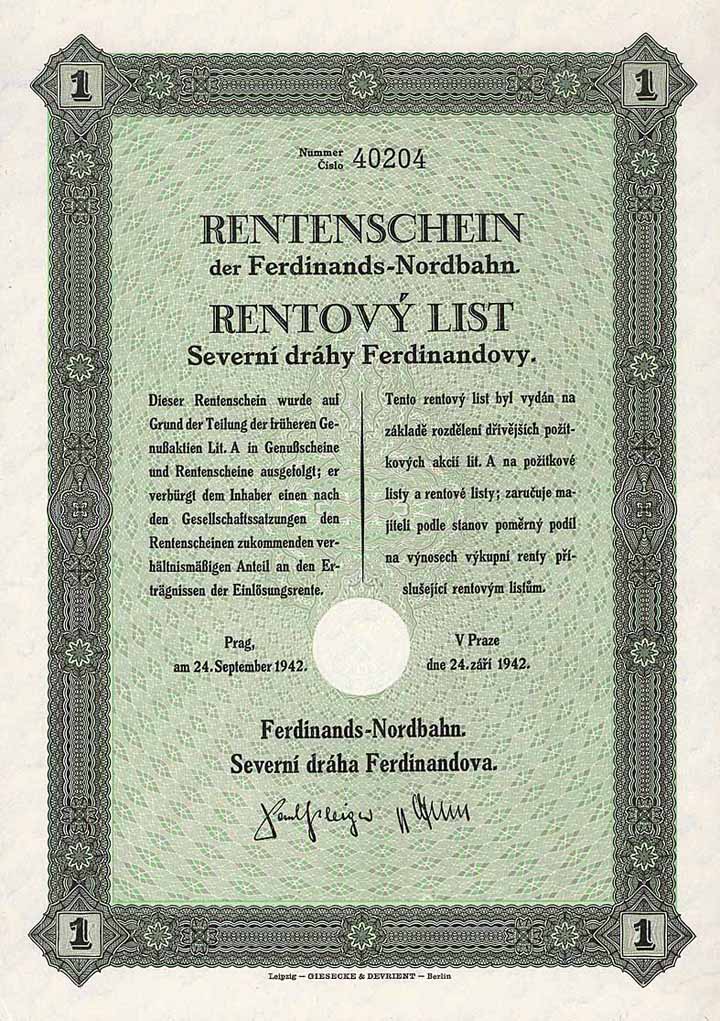 1
1
Nummer
Číslo 40204
RENTENSCHEIN
der Ferdinands-Nordbahn.
RENTOVÝ LIST
Severní dráhy Ferdinandovy.
Dieser Rentenschein wurde auf
Grund der Teilung der früheren Ge-
nußaktien Lit. A in Genußscheine
und Rentenscheine ausgefolgt; er
verbürgt dem Inhaber einen nach
den Gesellschaftssatzungen den
Rentenscheinen zukommenden ver-
hältnismäßigen Anteil an den Er-
trägnissen der Einlösungsrente.
Tento rentový list byl vydán na
základě rozdělení dřívějších požit-
kových akcií lit. A na požitkové
listy a rentové listy; zaručuje ma-
jiteli podle stanov poměrný podíl
na výnosech výkupní renty pří-
slušející rentovým listům.
Prag,
am 24. September 1942.
V Praze
dne 24. září 1942.
Ferdinands-Nordbahn.
Severní dráha Ferdinandova.
1
1
Leipzig — GIESECKE & DEVRIENT — Berlin